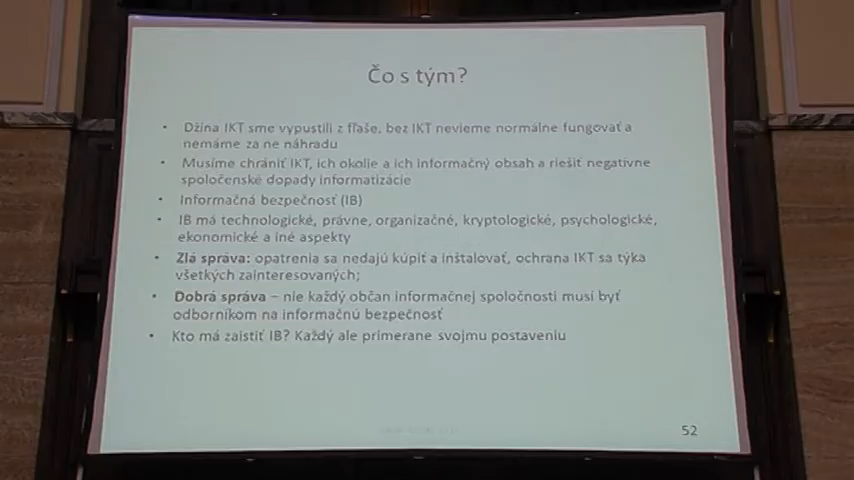 Čo s tým?
• Džina IKT sme vypustili z fľaše, bez IKT nevieme normálne fungovať a
nemáme za ne náhradu
• Musíme chrániť IKT, ich okolie a ich informačný obsah a riešiť negatívne
spoločenské dopady informatizácie
• Informačná bezpečnosť (IB)
• IB má technologické, právne, organizačné, kryptologické, psychologické,
ekonomické a iné aspekty
• Zlá správa: opatrenia sa nedajú kúpiť a inštalovať, ochrana IKT sa týka
všetkých zainteresovaných;
• Dobrá správa – nie každý občan informačnej spoločnosti musí byť
odborníkom na informačnú bezpečnosť
• Kto má zaistiť IB? Každý ale primerane svojmu postaveniu
52